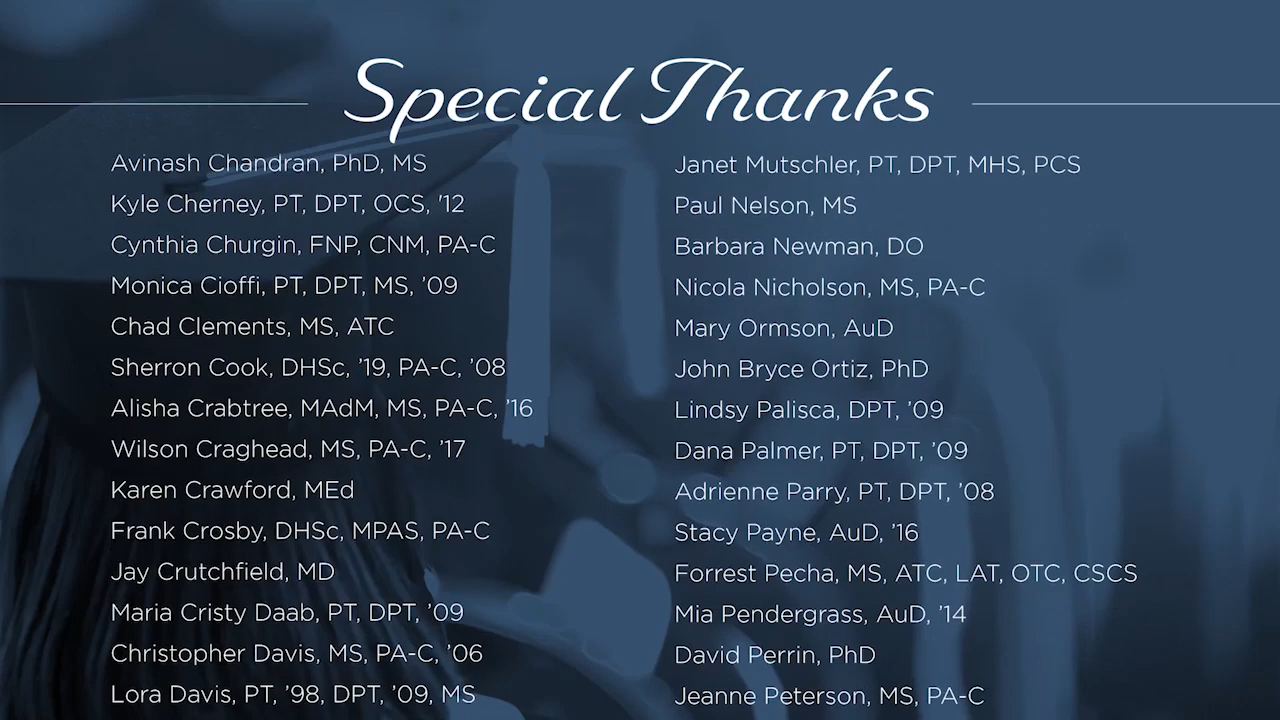 Special Thanks
Avinash Chandran, PhD, MS
Kyle Cherney, PT, DPT, OCS, '12
Cynthia Churgin, FNP, CNM, PA-C
Monica Cioffi, PT, DPT, MS, ’09
Chad Clements, MS, ATC
Sherron Cook, DHSc, ’19, PA-C, ’08
Alisha Crabtree, MAdM, MS, PA-C, ’16
Wilson Craghead, MS, PA-C, ’17
Karen Crawford, MEd
Frank Crosby, DHSc, MPAS, PA-C
Jay Crutchfield, MD
Maria Cristy Daab, PT, DPT, ’09
Christopher Davis, MS, PA-C, ’06
Lora Davis, PT, ’98, DPT, ’09, MS
Janet Mutschler, PT, DPT, MHS, PCS
Paul Nelson, MS
Barbara Newman, DO
Nicola Nicholson, MS, PA-C
Mary Ormson, AuD
John Bryce Ortiz, PhD
Lindsy Palisca, DPT, ’09
Dana Palmer, PT, DPT, ’09
Adrienne Parry, PT, DPT, ’08
Stacy Payne, AuD, ’16
Forrest Pecha, MS, ATC, LAT, OTC, CSCS
Mia Pendergrass, AuD, ’14
David Perrin, PhD
Jeanne Peterson, MS, PA-C